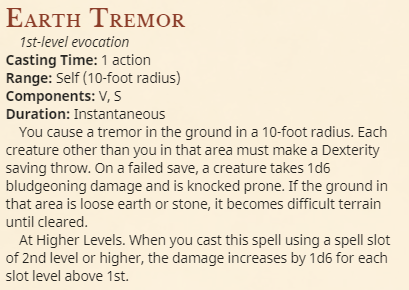 EARTH TREMOR
1st-level evocation
Casting Time: 1 action
Range: Self (10-foot radius)
Components: V, S
Duration: Instantaneous
You cause a tremor in the ground in a 10-foot radius. Each
creature other than you in that area must make a Dexterity
saving throw. On a failed save, a creature takes 1d6
bludgeoning damage and is knocked prone. If the ground in
that area is loose earth or stone, it becomes difficult terrain
until cleared.
At Higher Levels. When you cast this spell using a spell slot
of 2nd level or higher, the damage increases by 1d6 for each
slot level above 1st.